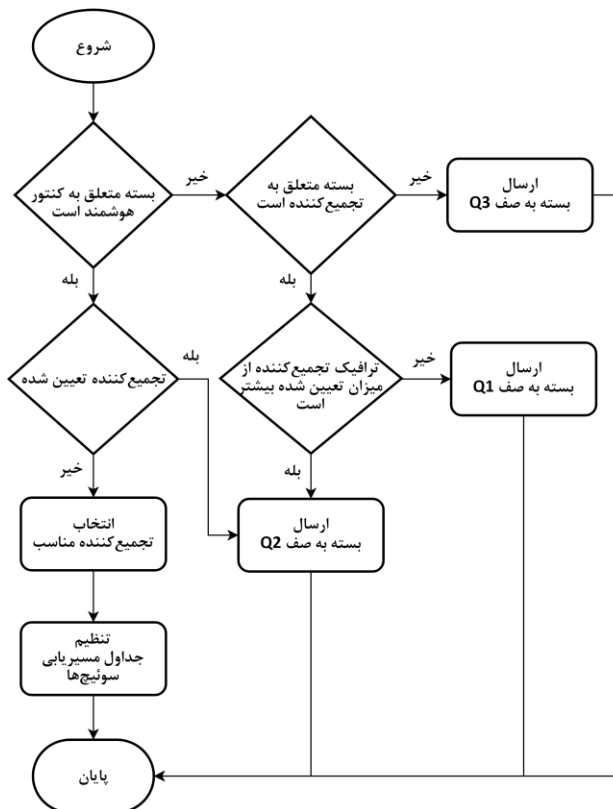 شروع
بسته متعلق به کنتور
هوشمند است
خیر
بسته متعلق به
تجمیع‌کننده است
خیر
ارسال
بسته به صف Q3
بله
بله
تجمیع‌کننده تعیین شده
بله
ترافیک تجمیع‌کننده از
میزان تعیین شده بیشتر
است
خیر
ارسال
بسته به صف Q1
خیر
بله
انتخاب
تجمیع‌کننده مناسب
ارسال
بسته به صف Q2
تنظیم
جداول مسیریابی
سوئیچ‌ها
پایان